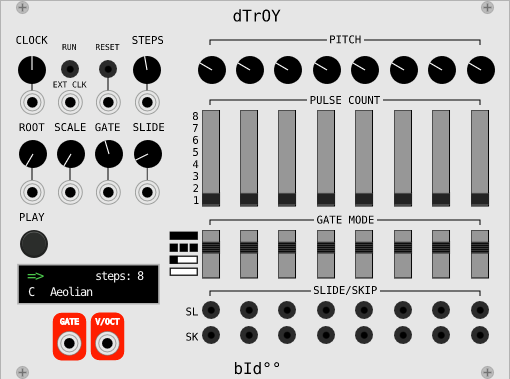 dTrOY
CLOCK RUN RESET STEPS
EXT CLK
PITCH
PULSE COUNT
8
7
6
5
4
3
2
1
ROOT SCALE GATE SLIDE
PLAY
GATE MODE
=> steps: 8
C Aeolian
SLIDE/SKIP
SL
SK
GATE V/OCT
bId°°